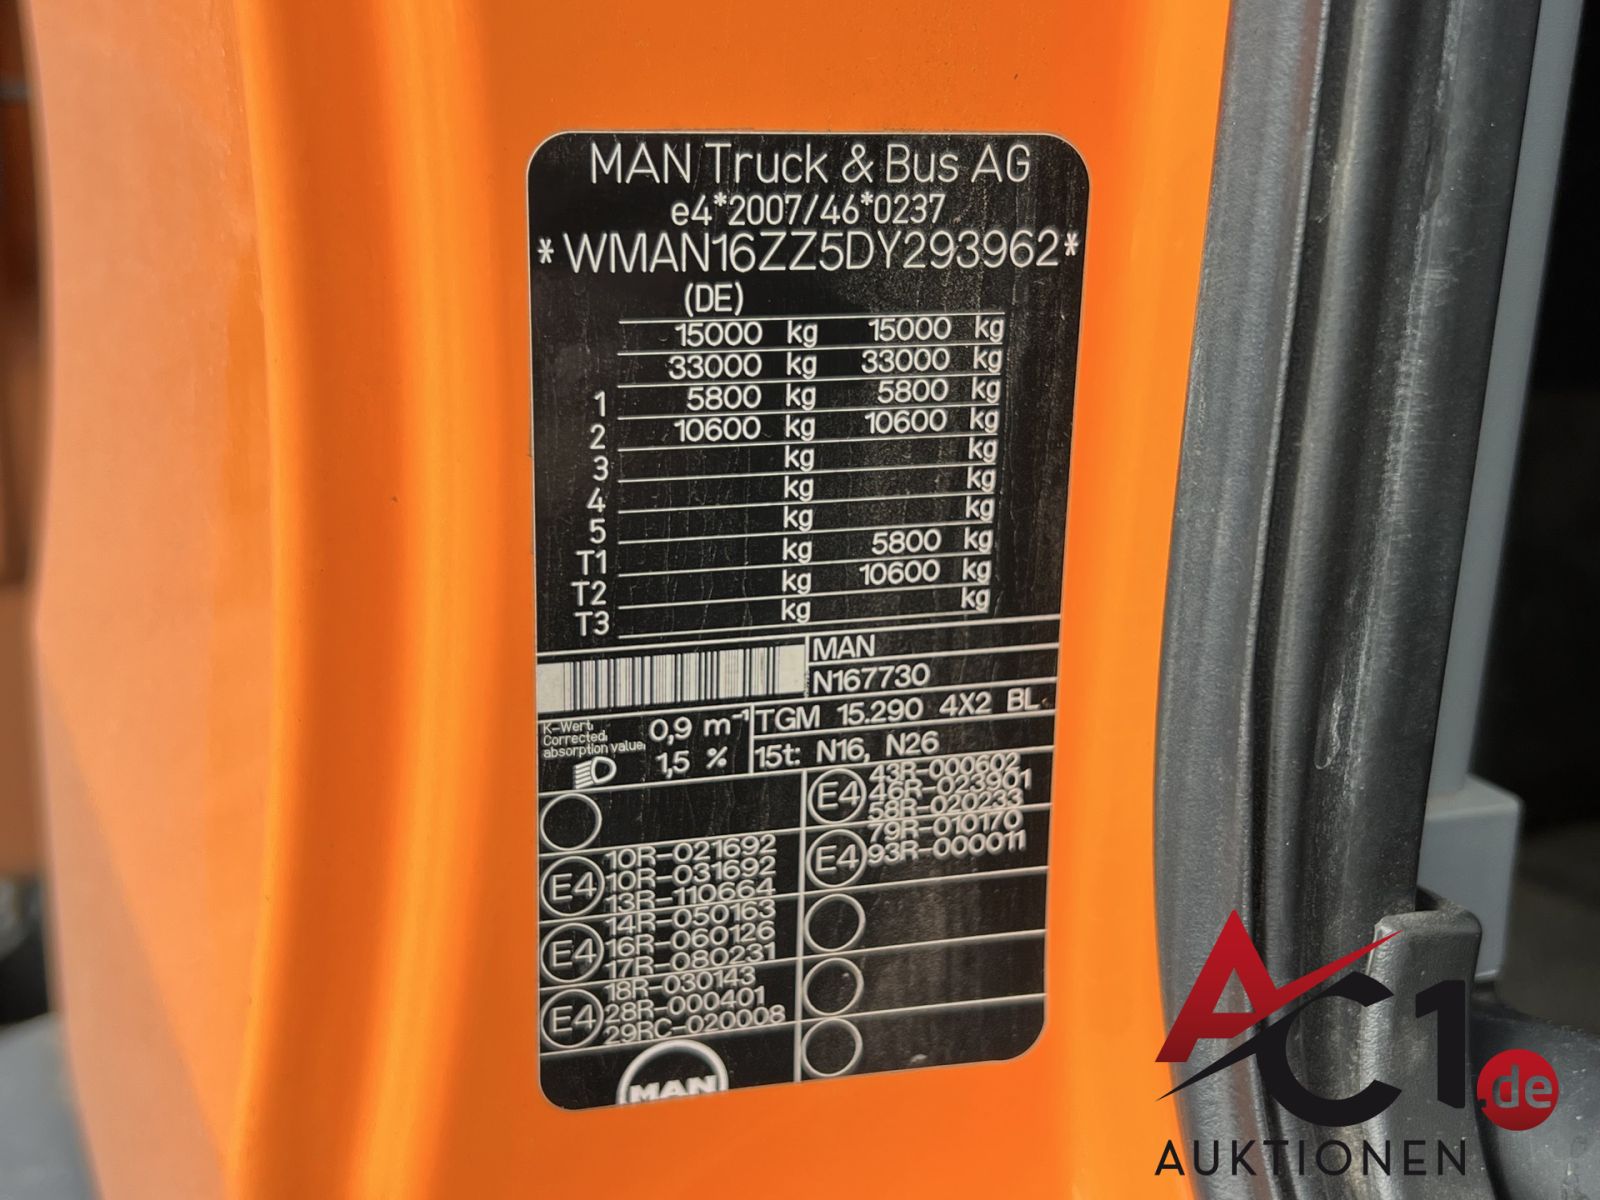 MAN Truck & Bus AG
e4*2007/46*0237
*WMAN16ZZ5DY293962*
(DE)
15000 kg 15000 kg
33000 kg 33000 kg
1 5800 kg 5800 kg
2 10600 kg 10600 kg
3 kg kg
4 kg kg
5 kg kg
T1 kg 5800 kg
T2 kg 10600 kg
T3 kg kg
MAN
N167730
K-Wert:
Corrected
absorption value:
0,9 m⁻¹
1,5 %
TGM 15.290 4X2 BL
15t: N16, N26
E4
10R-021692
10R-031692
13R-110664
E4
14R-050163
16R-060126
17R-080231
E4
18R-030143
28R-000401
29RC-020008
E4
43R-000602
46R-023901
58R-020233
E4
79R-010170
93R-000011
MAN
AC1.de
AUKTIONEN